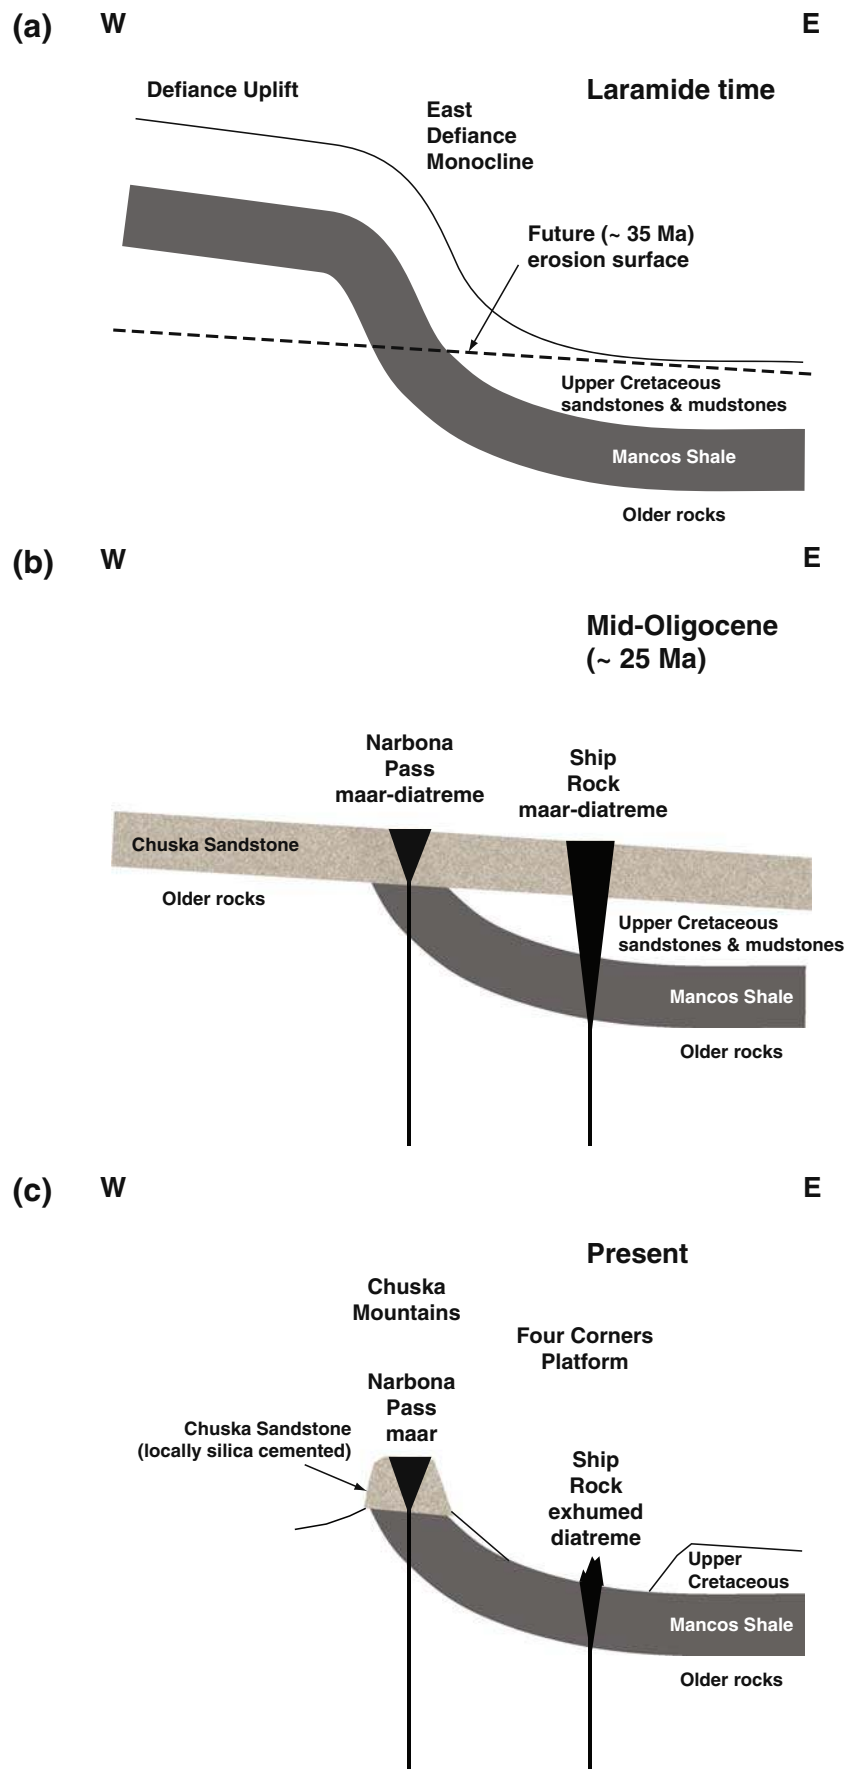 (a)
W
E
Defiance Uplift
Laramide time
East
Defiance
Monocline
Future (~ 35 Ma)
erosion surface
Upper Cretaceous
sandstones & mudstones
Mancos Shale
Older rocks
(b)
W
E
Mid-Oligocene
(~ 25 Ma)
Narbona
Pass
maar-diatreme
Ship
Rock
maar-diatreme
Chuska Sandstone
Older rocks
Upper Cretaceous
sandstones & mudstones
Mancos Shale
Older rocks
(c)
W
E
Present
Chuska
Mountains
Four Corners
Platform
Narbona
Pass
maar
Chuska Sandstone
(locally silica cemented)
Ship
Rock
exhumed
diatreme
Upper
Cretaceous
Mancos Shale
Older rocks